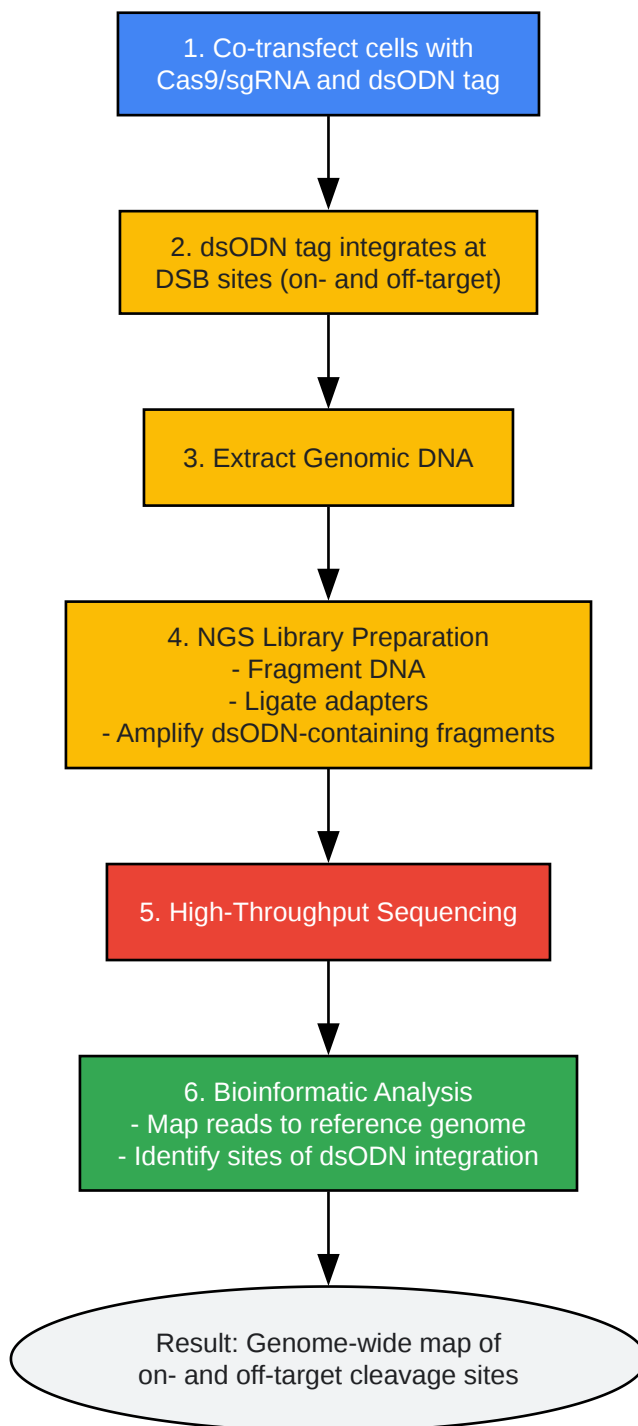 1. Co-transfect cells with
Cas9/sgRNA and dsODN tag
2. dsODN tag integrates at
DSB sites (on- and off-target)
3. Extract Genomic DNA
4. NGS Library Preparation
- Fragment DNA
- Ligate adapters
- Amplify dsODN-containing fragments
5. High-Throughput Sequencing
6. Bioinformatic Analysis
- Map reads to reference genome
- Identify sites of dsODN integration
Result: Genome-wide map of
on- and off-target cleavage sites